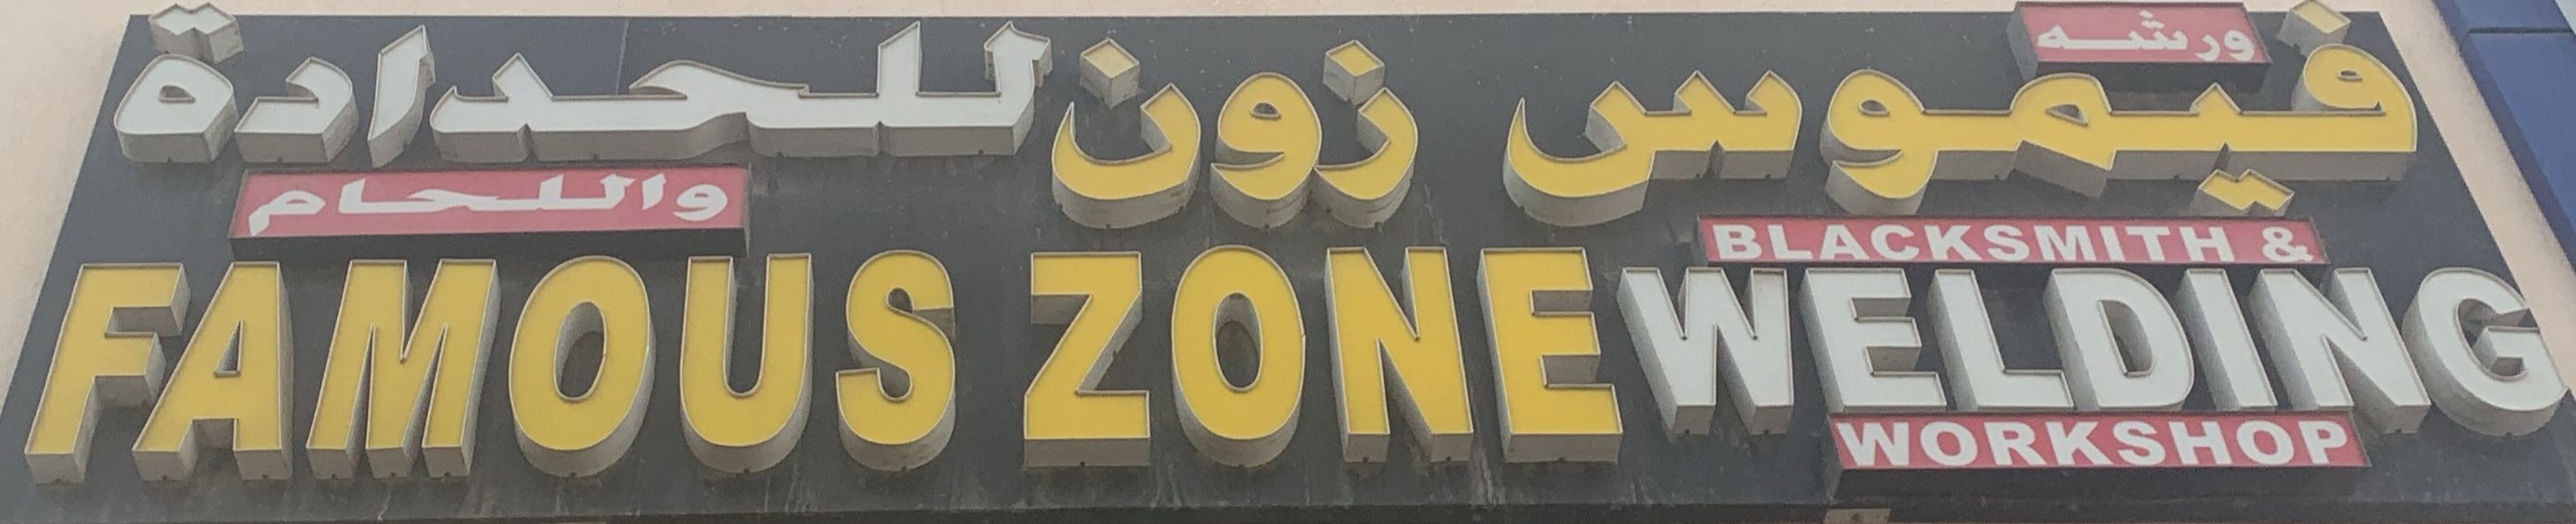 ورشه
فيموس زون للحدادة
واللحام
BLACKSMITH &
FAMOUS ZONE WELDING
WORKSHOP